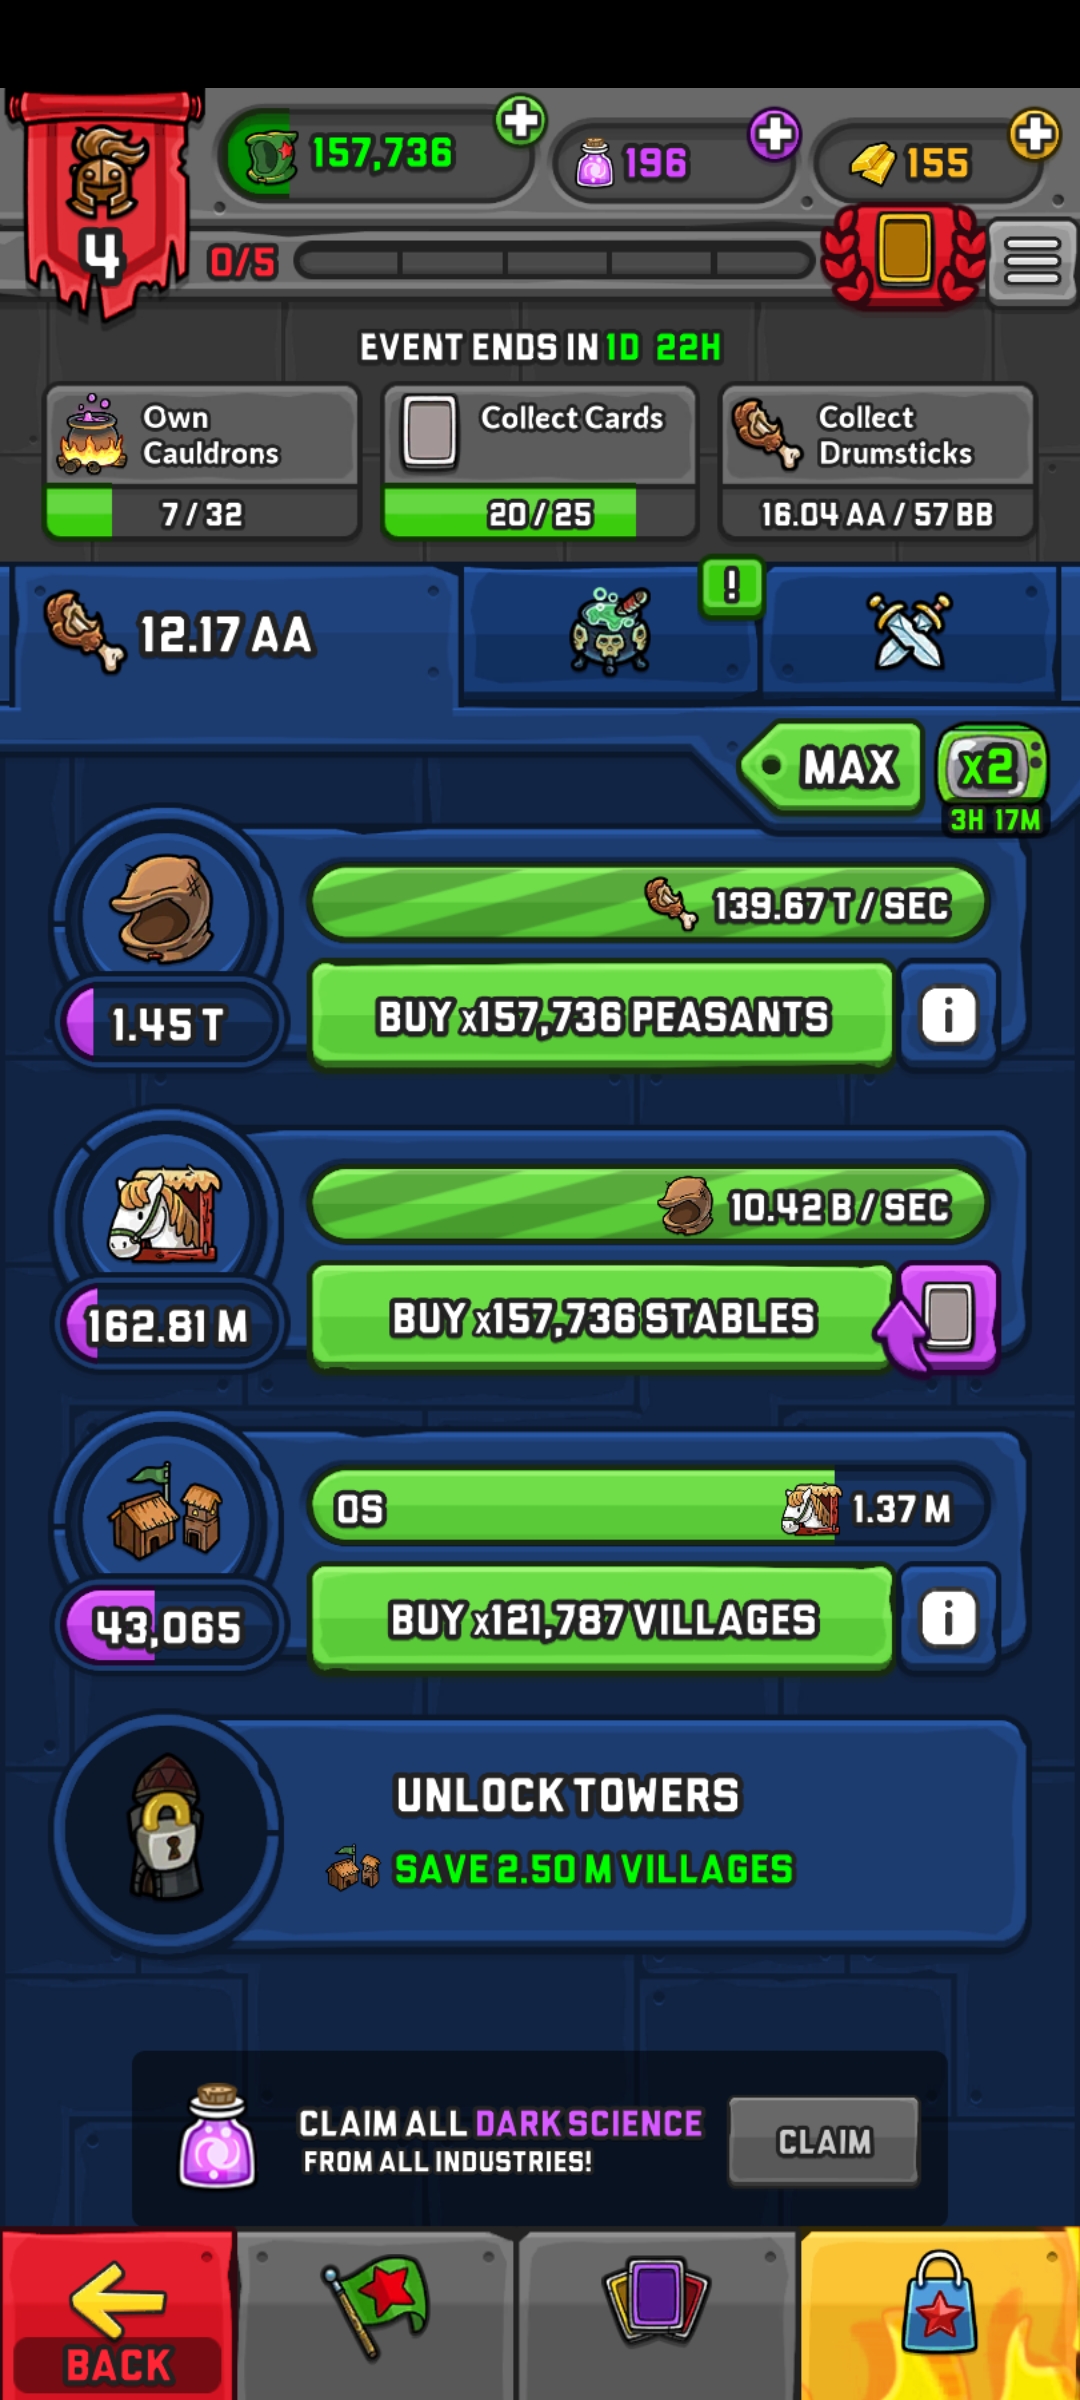 157,736
196
155
4
0/5
EVENT ENDS IN 1D 22H
Own
Cauldrons
7 / 32
Collect Cards
20 / 25
Collect
Drumsticks
16.04 AA / 57 BB
12.17 AA
!
MAX
x2
3H 17M
139.67 T / SEC
1.45 T
BUY x157,736 PEASANTS
i
10.42 B / SEC
162.81 M
BUY x157,736 STABLES
0S
1.37 M
43,065
BUY x121,787 VILLAGES
i
UNLOCK TOWERS
SAVE 2.50 M VILLAGES
CLAIM ALL DARK SCIENCE
FROM ALL INDUSTRIES!
CLAIM
BACK